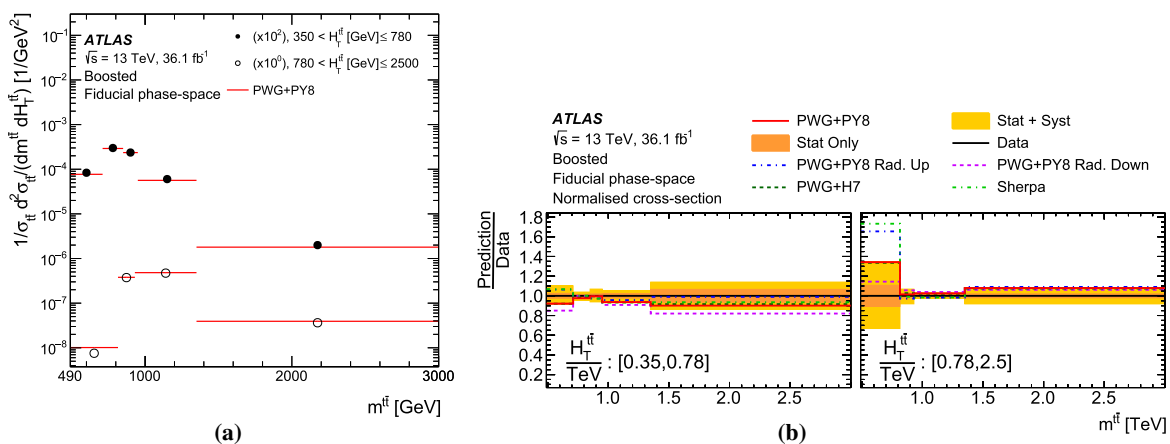 1/σ_tt̄ d²σ_tt̄/(dm^tt̄ dH_T^tt̄) [1/GeV²]
10⁻¹
10⁻²
10⁻³
10⁻⁴
10⁻⁵
10⁻⁶
10⁻⁷
10⁻⁸
ATLAS
√s = 13 TeV, 36.1 fb⁻¹
Boosted
Fiducial phase-space
(x10²), 350 < H_T^tt̄ [GeV] ≤ 780
(x10⁰), 780 < H_T^tt̄ [GeV] ≤ 2500
PWG+PY8
490 1000 2000 3000
m^tt̄ [GeV]
(a)
ATLAS
√s = 13 TeV, 36.1 fb⁻¹
Boosted
Fiducial phase-space
Normalised cross-section
PWG+PY8
Stat Only
PWG+PY8 Rad. Up
PWG+H7
Stat + Syst
Data
PWG+PY8 Rad. Down
Sherpa
Prediction
Data
1.8
1.6
1.4
1.2
1.0
0.8
0.6
0.4
0.2
H_T^tt̄
TeV : [0.35,0.78]
H_T^tt̄
TeV : [0.78,2.5]
1.0 1.5 2.0 2.5 1.0 1.5 2.0 2.5
m^tt̄ [TeV]
(b)